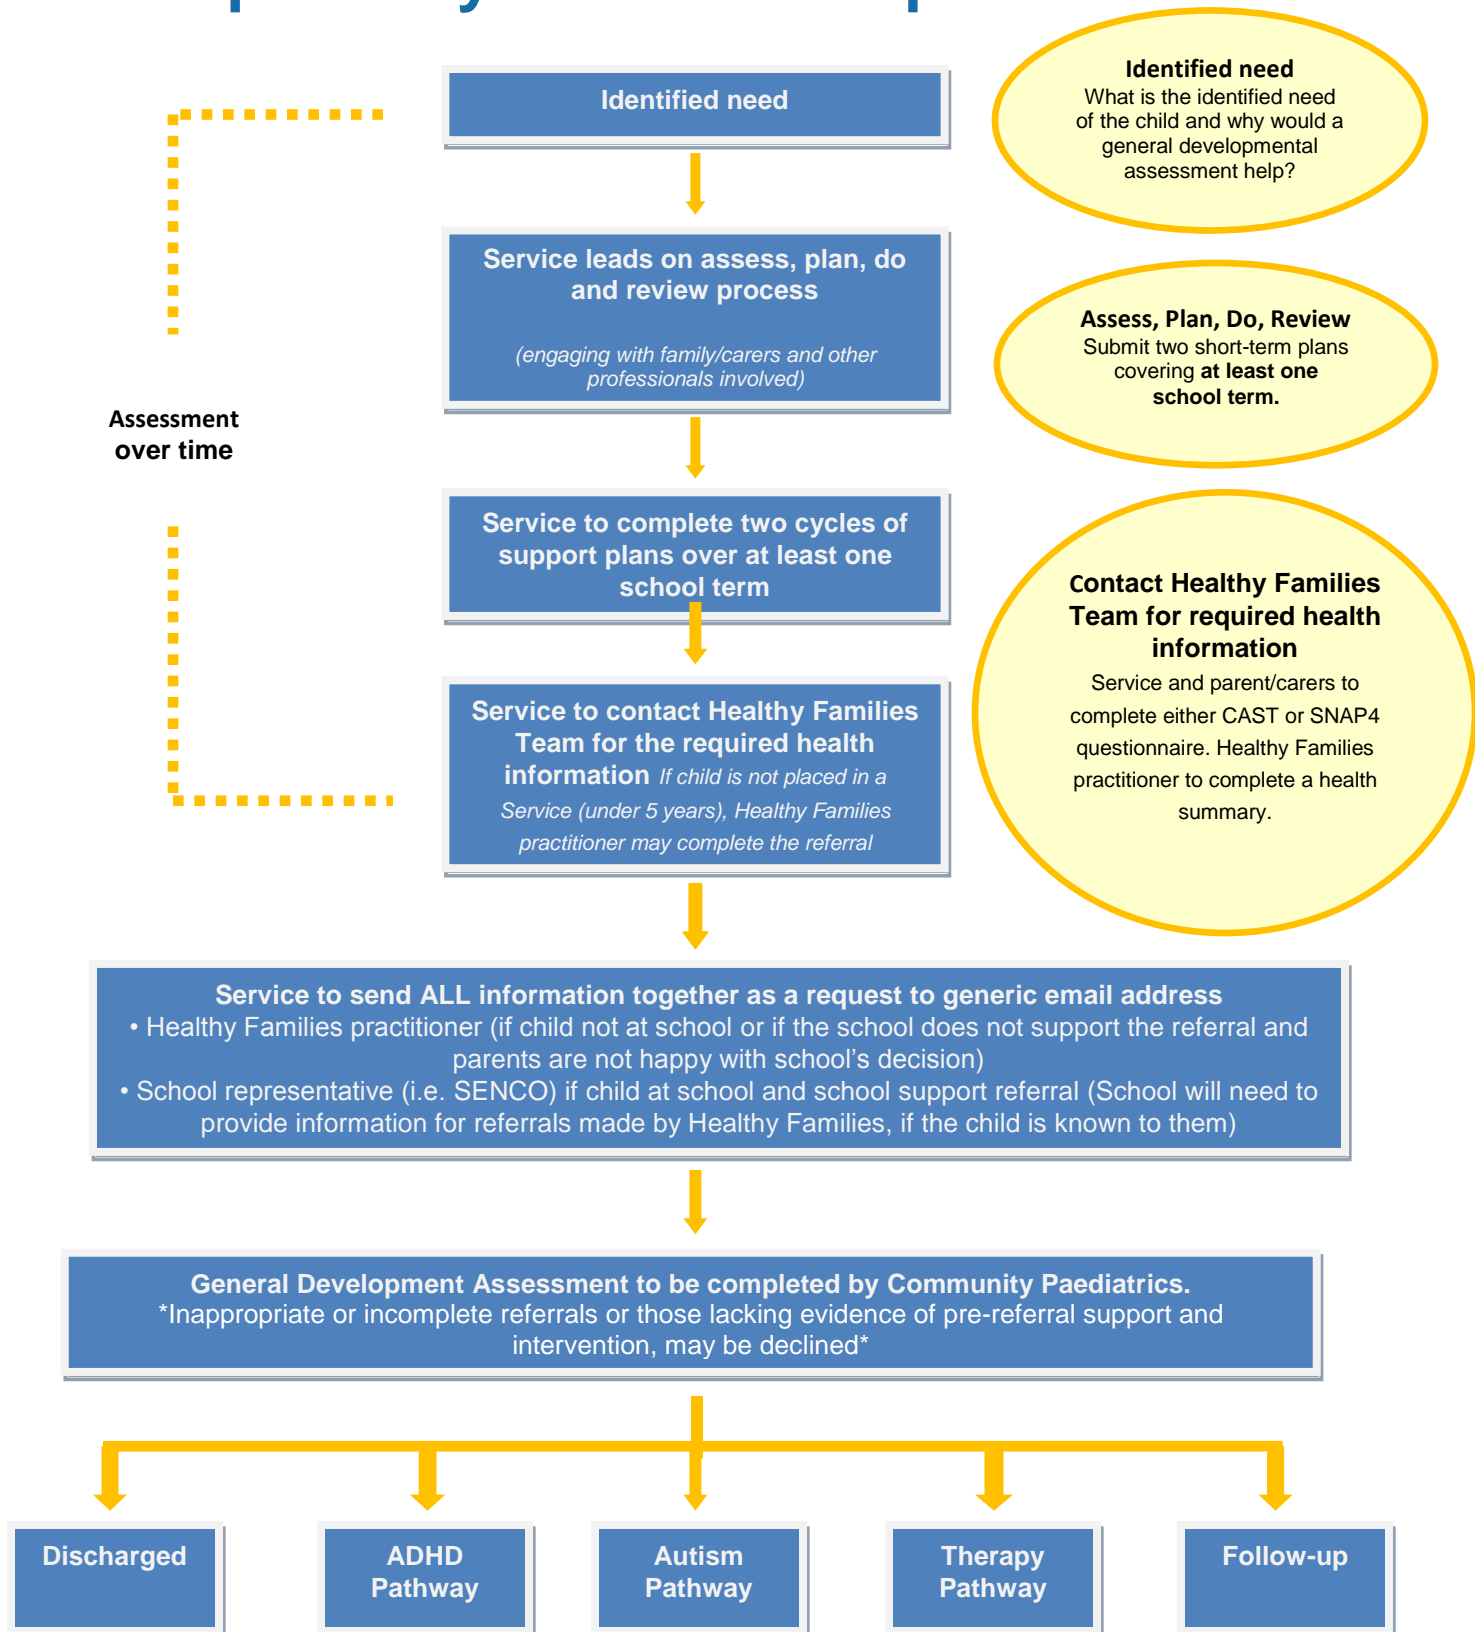 Identified need
Identified need
What is the identified need
of the child and why would a
general developmental
assessment help?
Service leads on assess, plan, do
and review process
(engaging with family/carers and other
professionals involved)
Assess, Plan, Do, Review
Submit two short-term plans
covering at least one
school term.
Assessment
over time
Service to complete two cycles of
support plans over at least one
school term
Contact Healthy Families
Team for required health
information
Service and parent/carers to
complete either CAST or SNAP4
questionnaire. Healthy Families
practitioner to complete a health
summary.
Service to contact Healthy Families
Team for the required health
information If child is not placed in a
Service (under 5 years), Healthy Families
practitioner may complete the referral
Service to send ALL information together as a request to generic email address
• Healthy Families practitioner (if child not at school or if the school does not support the referral and
parents are not happy with school’s decision)
• School representative (i.e. SENCO) if child at school and school support referral (School will need to
provide information for referrals made by Healthy Families, if the child is known to them)
General Development Assessment to be completed by Community Paediatrics.
*Inappropriate or incomplete referrals or those lacking evidence of pre-referral support and
intervention, may be declined*
Discharged
ADHD
Pathway
Autism
Pathway
Therapy
Pathway
Follow-up